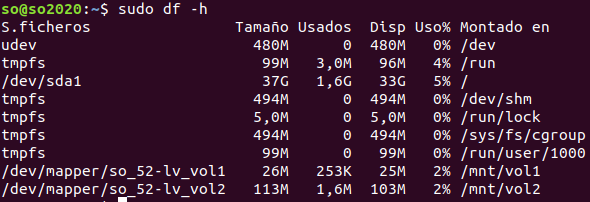 so@so2020:~$ sudo df -h
S.ficheros                  Tamaño Usados  Disp Uso% Montado en
udev                          480M      0  480M   0% /dev
tmpfs                          99M   3,0M   96M   4% /run
/dev/sda1                      37G   1,6G   33G   5% /
tmpfs                         494M      0  494M   0% /dev/shm
tmpfs                         5,0M      0  5,0M   0% /run/lock
tmpfs                         494M      0  494M   0% /sys/fs/cgroup
tmpfs                          99M      0   99M   0% /run/user/1000
/dev/mapper/so_52-lv_vol1      26M   253K   25M   2% /mnt/vol1
/dev/mapper/so_52-lv_vol2     113M   1,6M  103M   2% /mnt/vol2